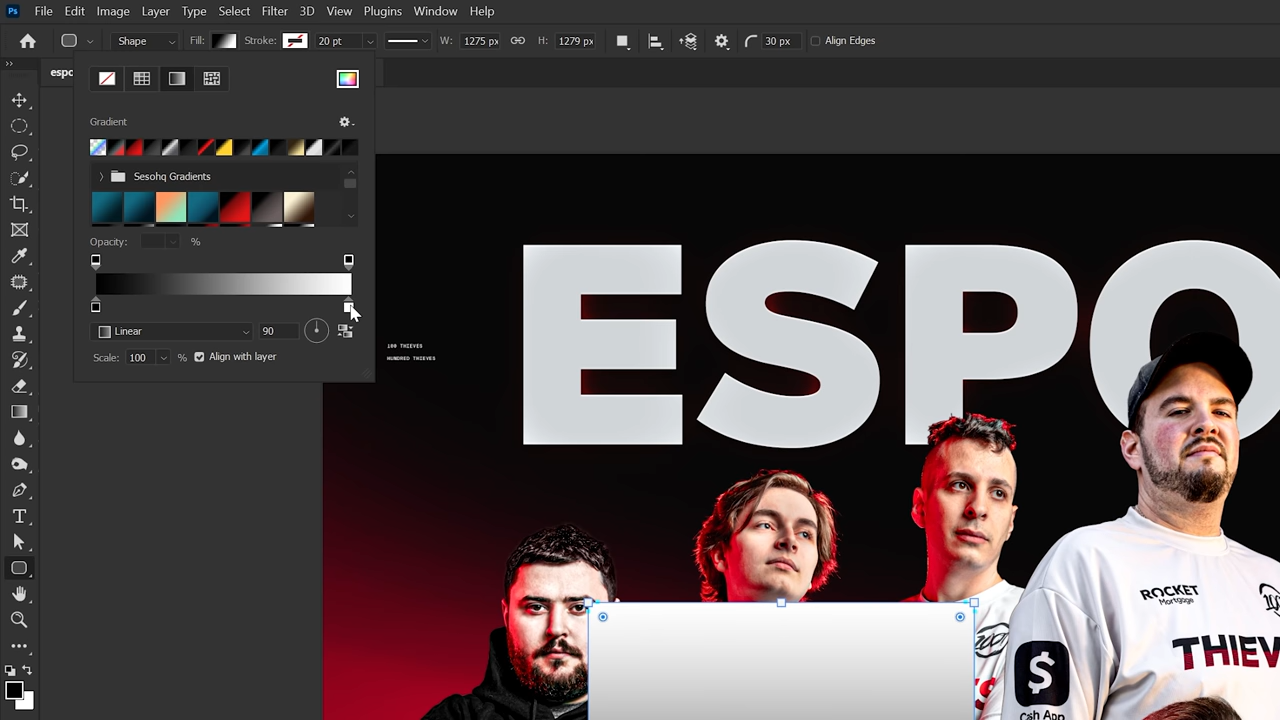 Ps File Edit Image Layer Type Select Filter 3D View Plugins Window Help
Shape Fill: Stroke: 20 pt W: 1275 px H: 1279 px 30 px Align Edges
espo
Gradient
Sesohq Gradients
Opacity: %
Linear 90
Scale: 100 % Align with layer
100 THIEVES
HUNDRED THIEVES
ESPO
ROCKET
Mortgage
THIEV
$
Cash App